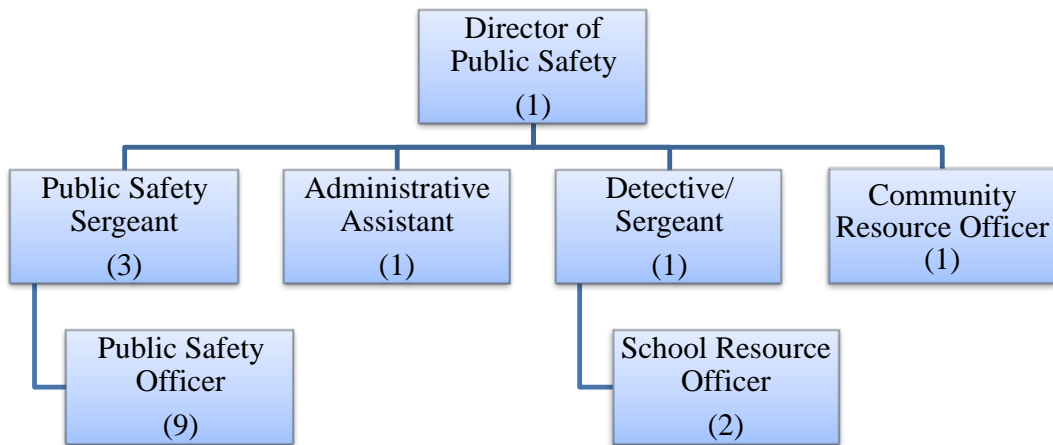 Director of
Public Safety
(1)
Public Safety
Sergeant
(3)
Administrative
Assistant
(1)
Detective/
Sergeant
(1)
Community
Resource Officer
(1)
Public Safety
Officer
(9)
School Resource
Officer
(2)